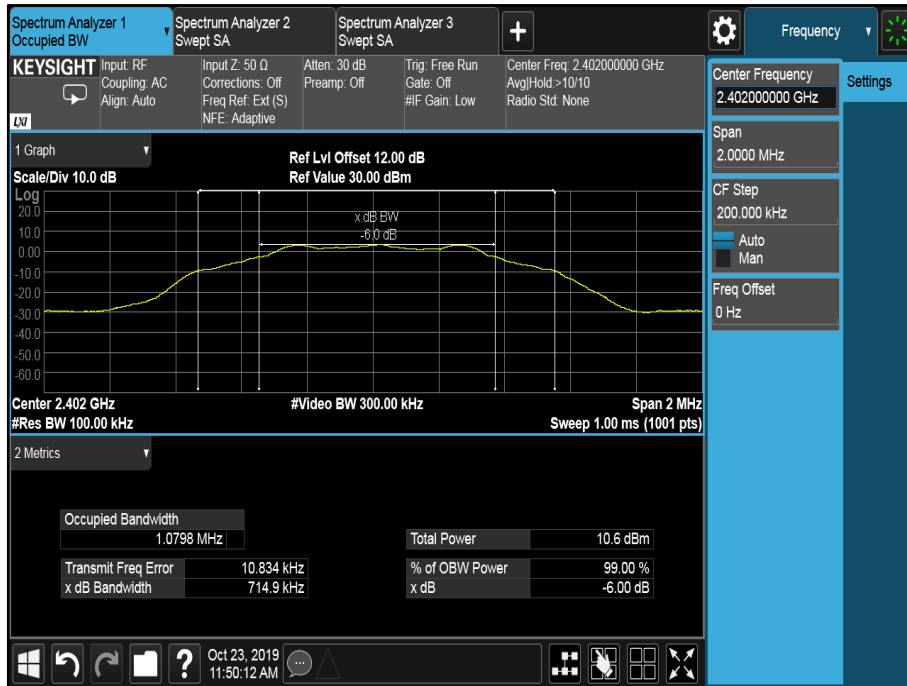 Spectrum Analyzer 1
Occupied BW
Spectrum Analyzer 2
Swept SA
Spectrum Analyzer 3
Swept SA
Frequency
KEYSIGHT
LXI
Input: RF
Coupling: AC
Align: Auto
Input Z: 50 Ω
Corrections: Off
Freq Ref: Ext (S)
NFE: Adaptive
Atten: 30 dB
Preamp: Off
Trig: Free Run
Gate: Off
#IF Gain: Low
Center Freq: 2.402000000 GHz
Avg|Hold:>10/10
Radio Std: None
Center Frequency
2.402000000 GHz
Settings
Span
2.0000 MHz
CF Step
200.000 kHz
Auto
Man
Freq Offset
0 Hz
1 Graph
Scale/Div 10.0 dB
Ref Lvl Offset 12.00 dB
Ref Value 30.00 dBm
Log
20.0
10.0
0.00
-10.0
-20.0
-30.0
-40.0
-50.0
-60.0
x dB BW
-6.0 dB
Center 2.402 GHz
#Video BW 300.00 kHz
Span 2 MHz
#Res BW 100.00 kHz
Sweep 1.00 ms (1001 pts)
2 Metrics
Occupied Bandwidth
1.0798 MHz
Total Power 10.6 dBm
Transmit Freq Error 10.834 kHz
% of OBW Power 99.00 %
x dB Bandwidth 714.9 kHz
x dB -6.00 dB
?
Oct 23, 2019
11:50:12 AM